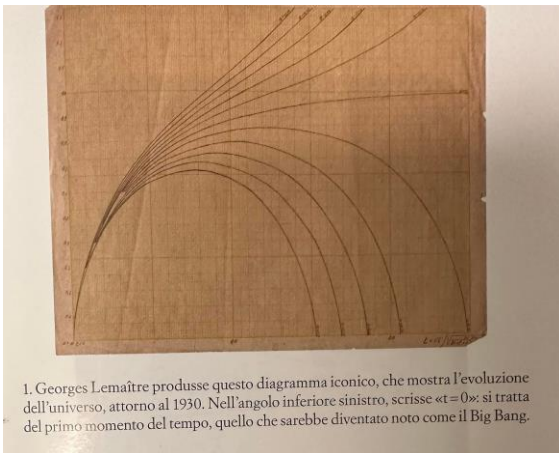 1. Georges Lemaître produsse questo diagramma iconico, che mostra l'evoluzione
dell'universo, attorno al 1930. Nell'angolo inferiore sinistro, scrisse «t = 0»: si tratta
del primo momento del tempo, quello che sarebbe diventato noto come il Big Bang.